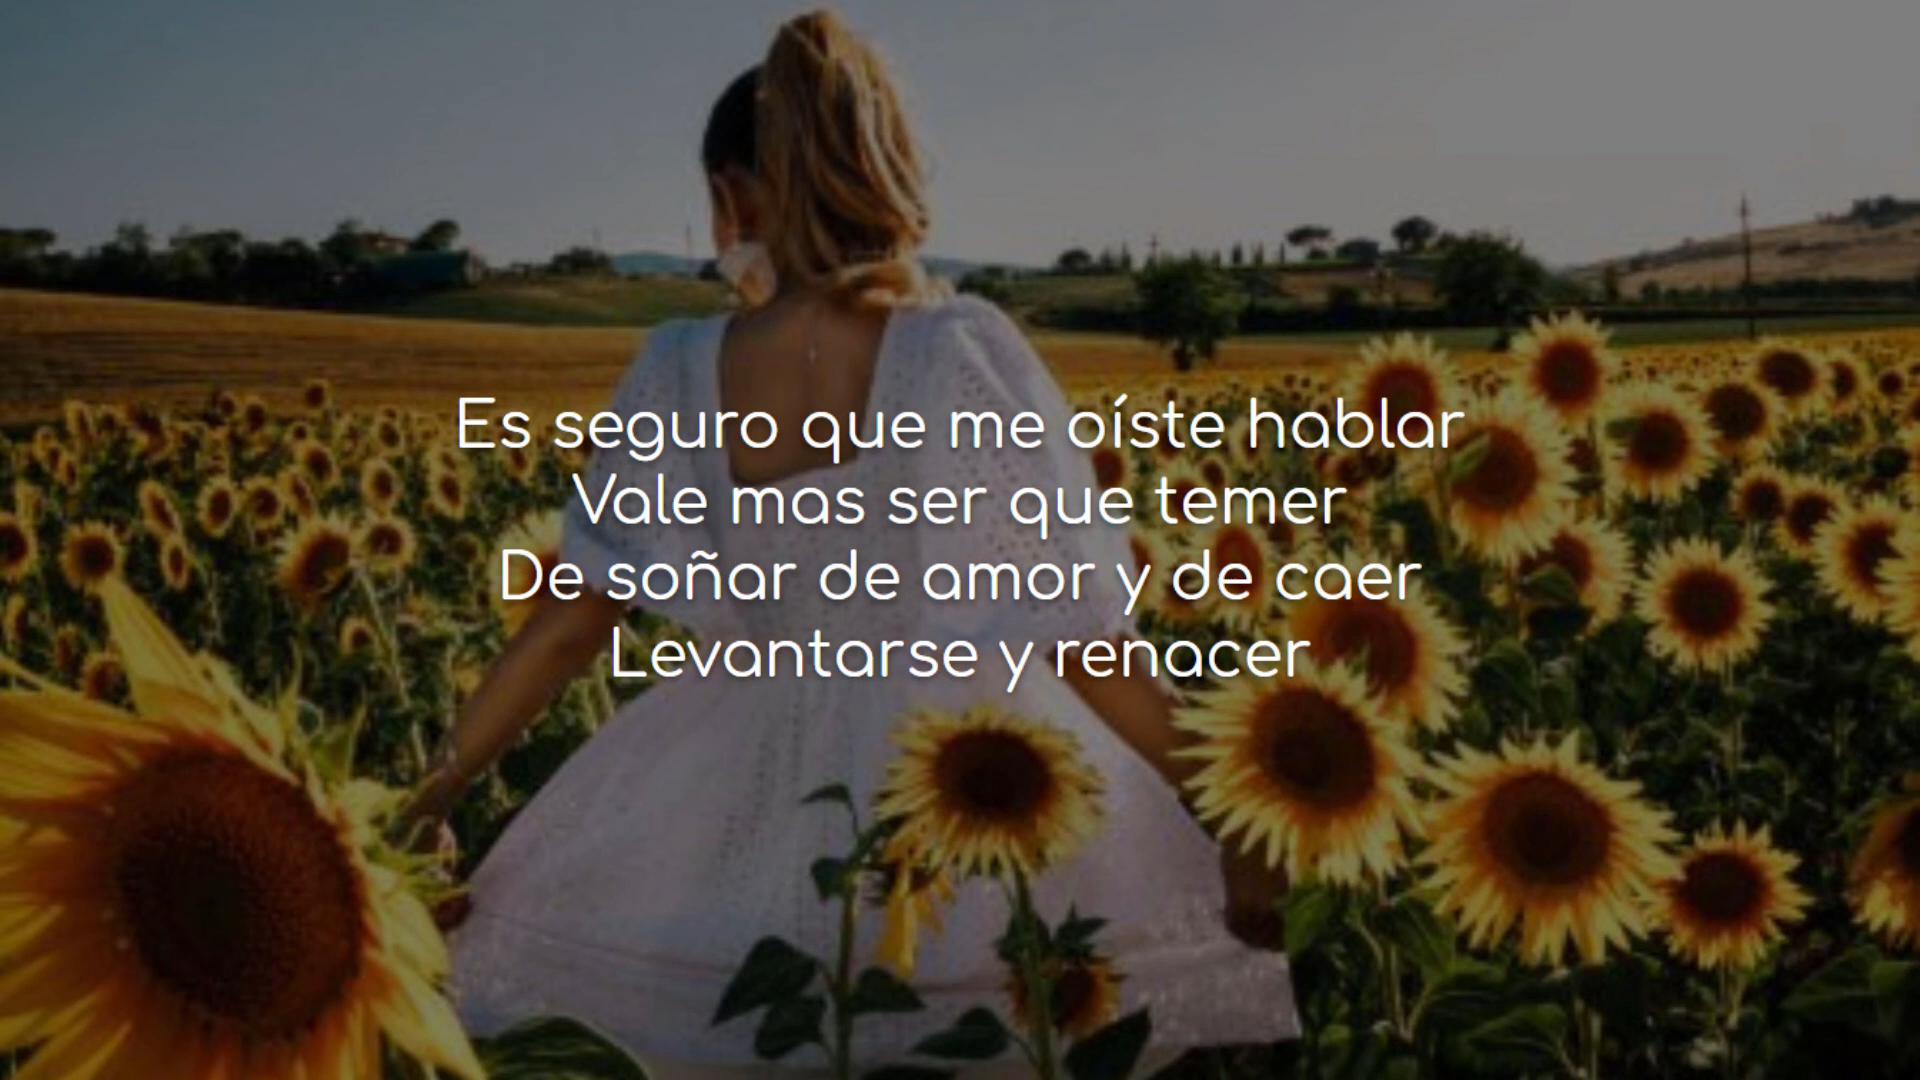 Es seguro que me oíste hablar
Vale mas ser que temer
De soñar de amor y de caer
Levantarse y renacer